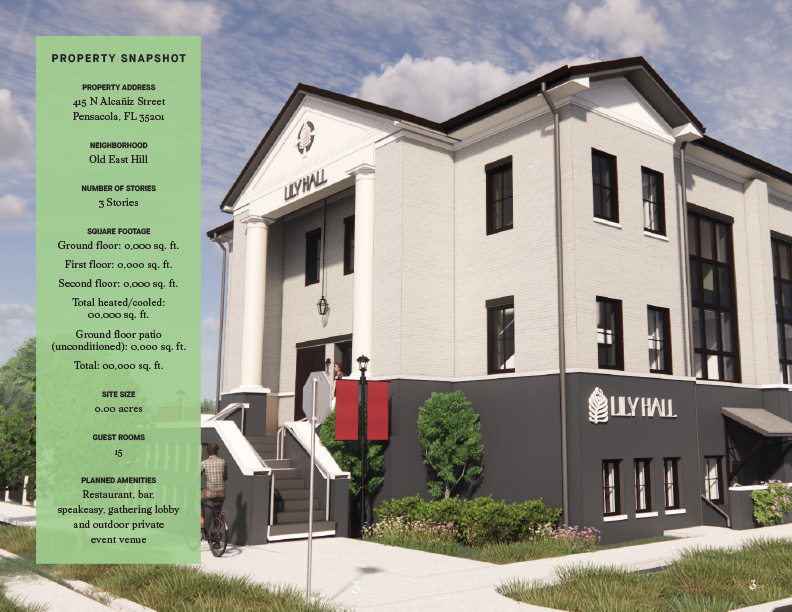 PROPERTY SNAPSHOT
PROPERTY ADDRESS
415 N Alcañiz Street
Pensacola, FL 35201
NEIGHBORHOOD
Old East Hill
NUMBER OF STORIES
3 Stories
SQUARE FOOTAGE
Ground floor: 0,000 sq. ft.
First floor: 0,000 sq. ft.
Second floor: 0,000 sq. ft.
Total heated/cooled:
00,000 sq. ft.
Ground floor patio
(unconditioned): 0,000 sq. ft.
Total: 00,000 sq. ft.
SITE SIZE
0.00 acres
GUEST ROOMS
15
PLANNED AMENITIES
Restaurant, bar,
speakeasy, gathering lobby
and outdoor private
event venue
LILY HALL
LILY HALL
3
3